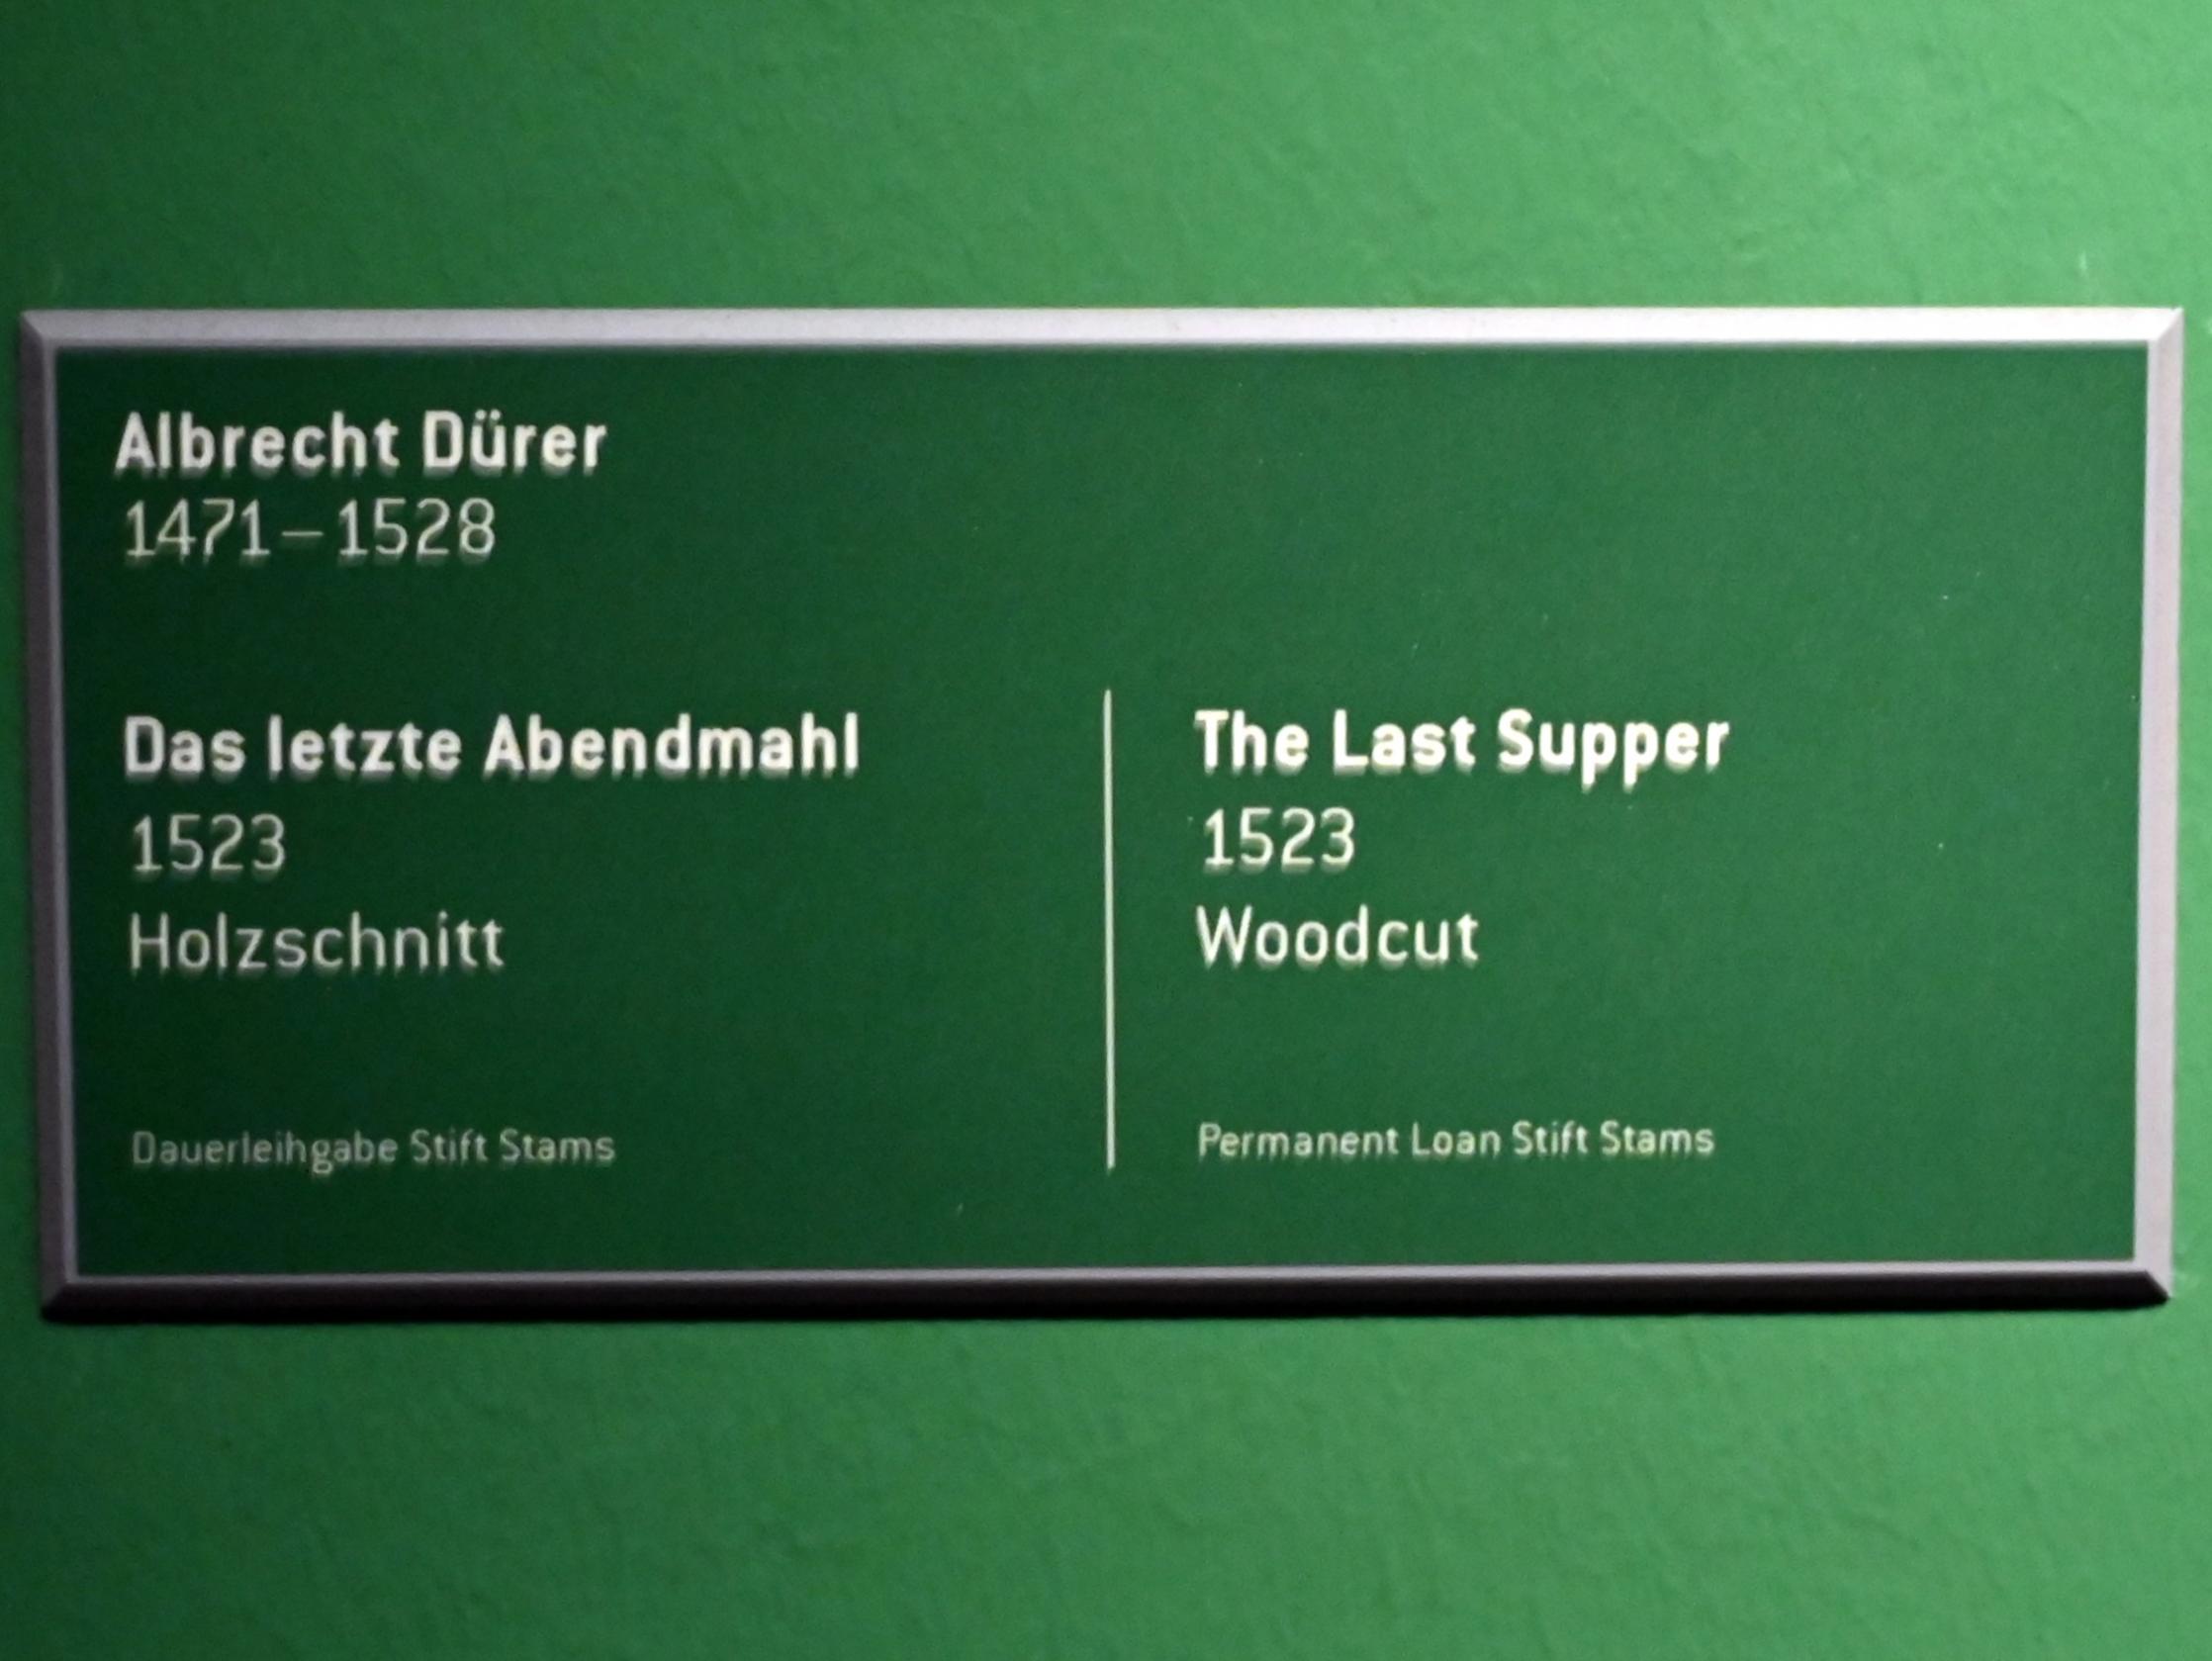 Albrecht Dürer
1471–1528
Das letzte Abendmahl
1523
Holzschnitt
Dauerleihgabe Stift Stams
The Last Supper
1523
Woodcut
Permanent Loan Stift Stams